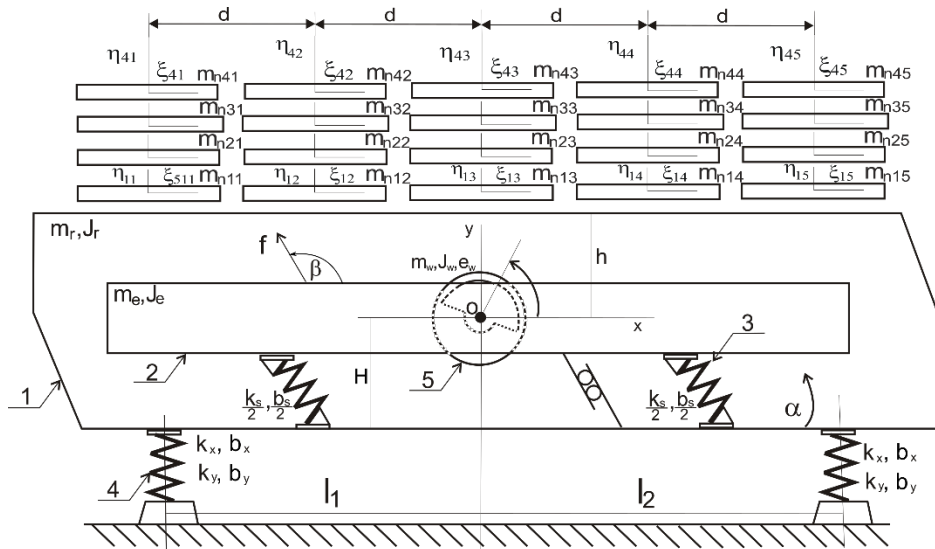 d d d d
η41 η42 η43 η44 η45
ξ41 mn41 ξ42 mn42 ξ43 mn43 ξ44 mn44 ξ45 mn45
mn31 mn32 mn33 mn34 mn35
mn21 mn22 mn23 mn24 mn25
η11 ξ511 mn11 η12 ξ12 mn12 η13 ξ13 mn13 η14 ξ14 mn14 η15 ξ15 mn15
mr,Jr f β y h
mw,Jw,ew
me,Je O x 3
1 2 H 5
ks/2, bs/2 ks/2, bs/2 α
kx, bx kx, bx
4 ky, by ky, by
l1 l2